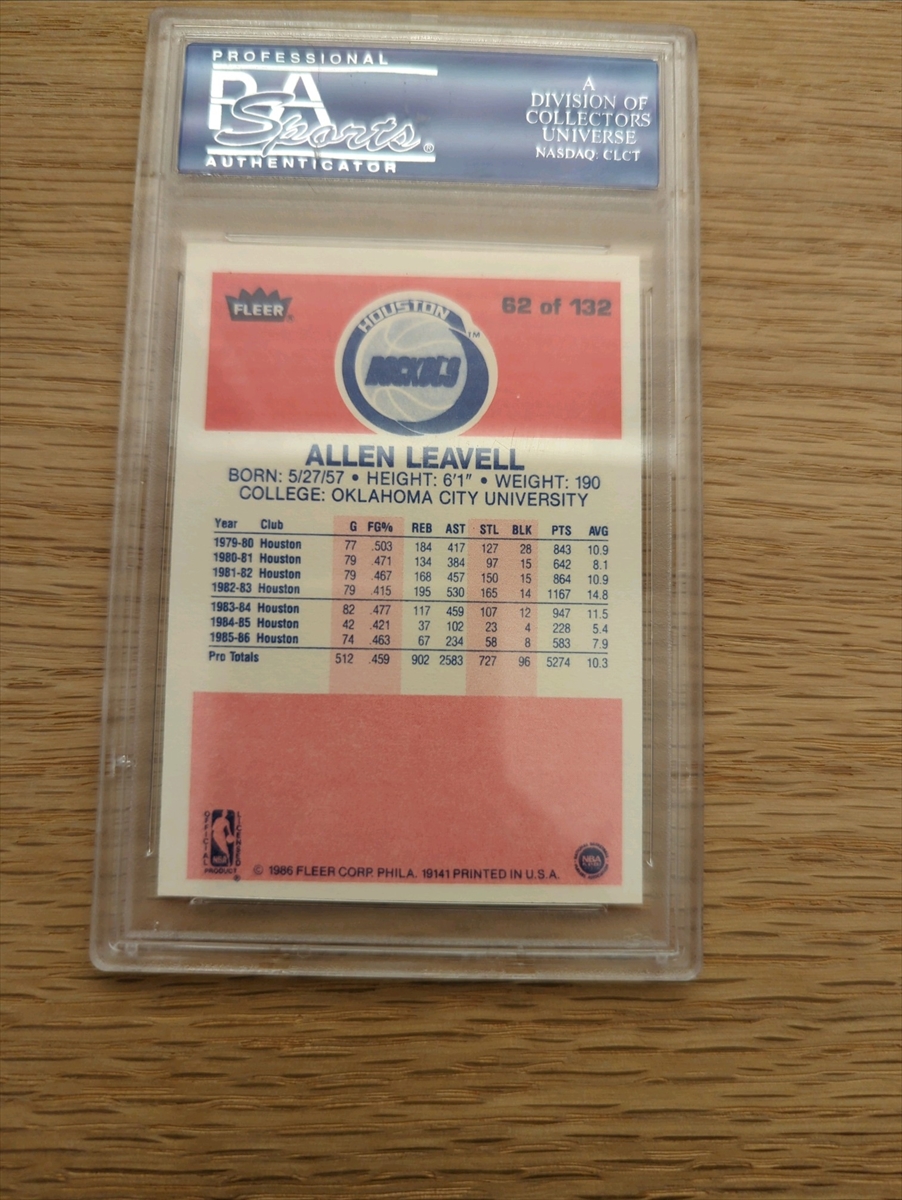 PROFESSIONAL
PSA
Sports®
AUTHENTICATOR
A
DIVISION OF
COLLECTORS
UNIVERSE
NASDAQ: CLCT
FLEER® 62 of 132
HOUSTON
ROCKETS TM
ALLEN LEAVELL
BORN: 5/27/57 • HEIGHT: 6'1" • WEIGHT: 190
COLLEGE: OKLAHOMA CITY UNIVERSITY
Year Club G FG% REB AST STL BLK PTS AVG
1979-80 Houston 77 .503 184 417 127 28 843 10.9
1980-81 Houston 79 .471 134 384 97 15 642 8.1
1981-82 Houston 79 .467 168 457 150 15 864 10.9
1982-83 Houston 79 .415 195 530 165 14 1167 14.8
1983-84 Houston 82 .477 117 459 107 12 947 11.5
1984-85 Houston 42 .421 37 102 23 4 228 5.4
1985-86 Houston 74 .463 67 234 58 8 583 7.9
Pro Totals 512 .459 902 2583 727 96 5274 10.3
OFFICIAL LICENSED
NBA
PRODUCT®
© 1986 FLEER CORP. PHILA. 19141 PRINTED IN U.S.A.
NBA